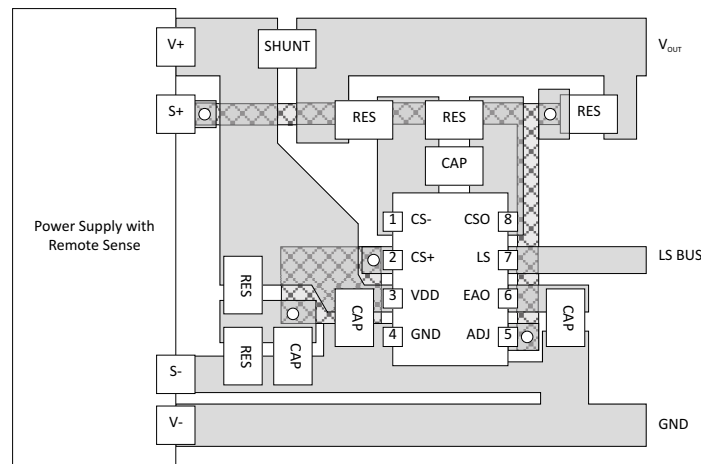 V+
SHUNT
V OUT
S+
RES
RES
RES
CAP
1 CS-
CSO 8
Power Supply with
Remote Sense
2 CS+
LS 7
LS BUS
RES
3 VDD
EAO 6
CAP
CAP
4 GND
ADJ 5
RES
CAP
S-
V-
GND